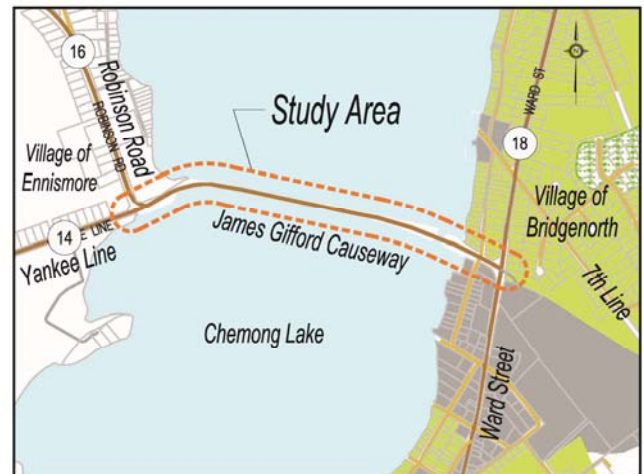 16
Robinson Road
ROBINSON RD
Study Area
WARD ST
18
Village of
Ennismore
Village of
Bridgenorth
14
E LINE
Yankee Line
James Gifford Causeway
7th Line
Chemong Lake
Ward Street